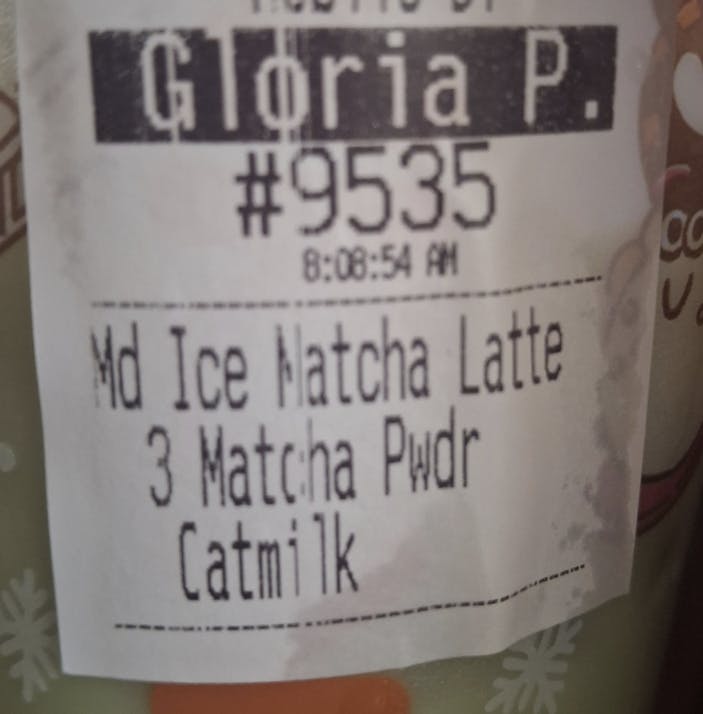 Gloria P.
#9535
8:08:54 AM
Md Ice Matcha Latte
3 Matcha Pwdr
Catmilk